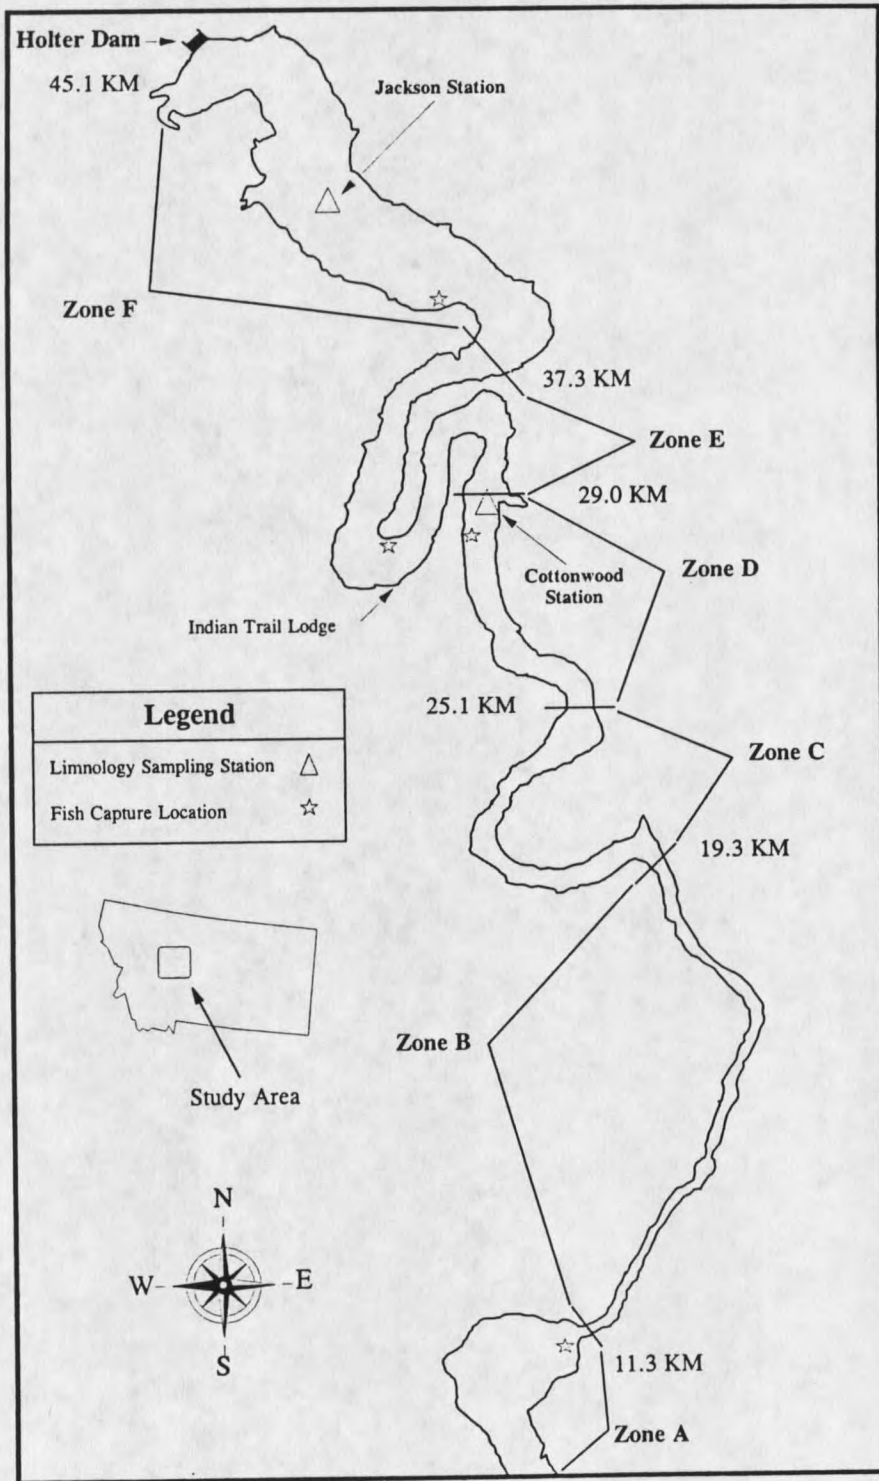 Holter Dam
45.1 KM
Jackson Station
Zone F
37.3 KM
Zone E
29.0 KM
Cottonwood
Station
Zone D
Indian Trail Lodge
25.1 KM
Legend
Limnology Sampling Station
Fish Capture Location
Zone C
19.3 KM
Zone B
Study Area
N
W
E
S
11.3 KM
Zone A